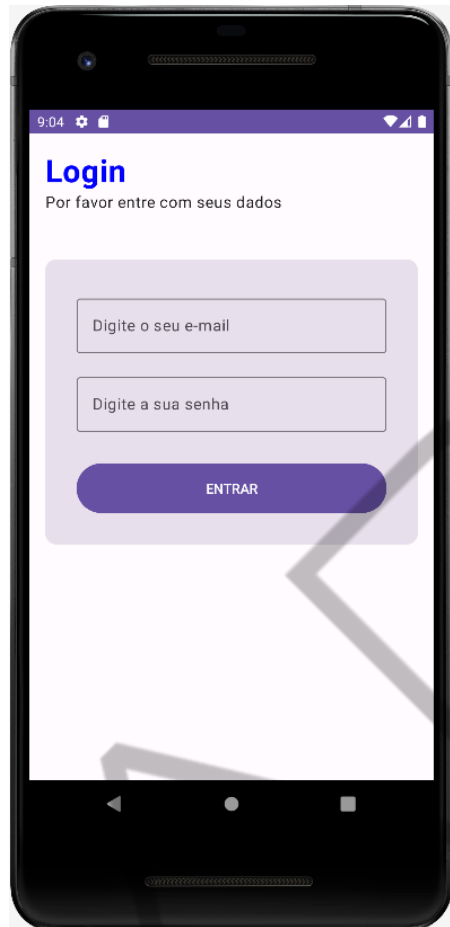 9:04
Login
Por favor entre com seus dados
Digite o seu e-mail
Digite a sua senha
ENTRAR